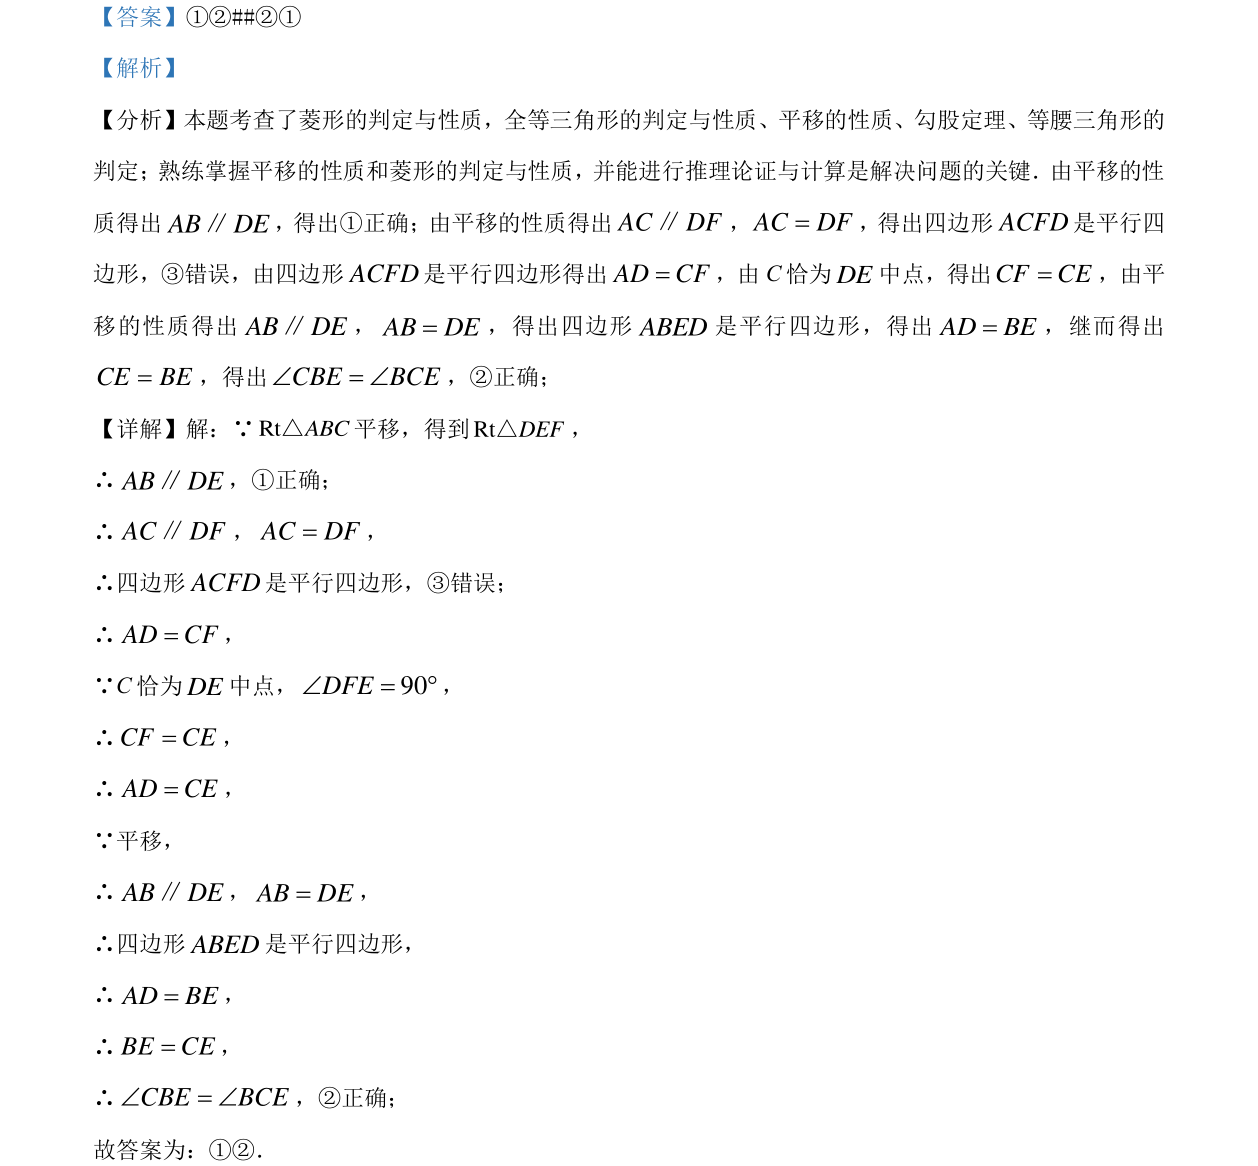 【答案】①②##②①
【解析】
【分析】本题考查了菱形的判定与性质，全等三角形的判定与性质、平移的性质、勾股定理、等腰三角形的
判定；熟练掌握平移的性质和菱形的判定与性质，并能进行推理论证与计算是解决问题的关键．由平移的性
质得出 AB∥DE，得出①正确；由平移的性质得出 AC∥DF，AC=DF，得出四边形 ACFD 是平行四
边形，③错误，由四边形 ACFD 是平行四边形得出 AD=CF，由 C 恰为 DE 中点，得出 CF=CE，由平
移的性质得出 AB∥DE，AB=DE，得出四边形 ABED 是平行四边形，得出 AD=BE，继而得出
CE=BE，得出∠CBE=∠BCE，②正确；
【详解】解：∵Rt△ABC 平移，得到 Rt△DEF，
∴AB∥DE，①正确；
∴AC∥DF，AC=DF，
∴四边形 ACFD 是平行四边形，③错误；
∴AD=CF，
∵C 恰为 DE 中点，∠DFE=90°，
∴CF=CE，
∴AD=CE，
∵平移，
∴AB∥DE，AB=DE，
∴四边形 ABED 是平行四边形，
∴AD=BE，
∴BE=CE，
∴∠CBE=∠BCE，②正确；
故答案为：①②．